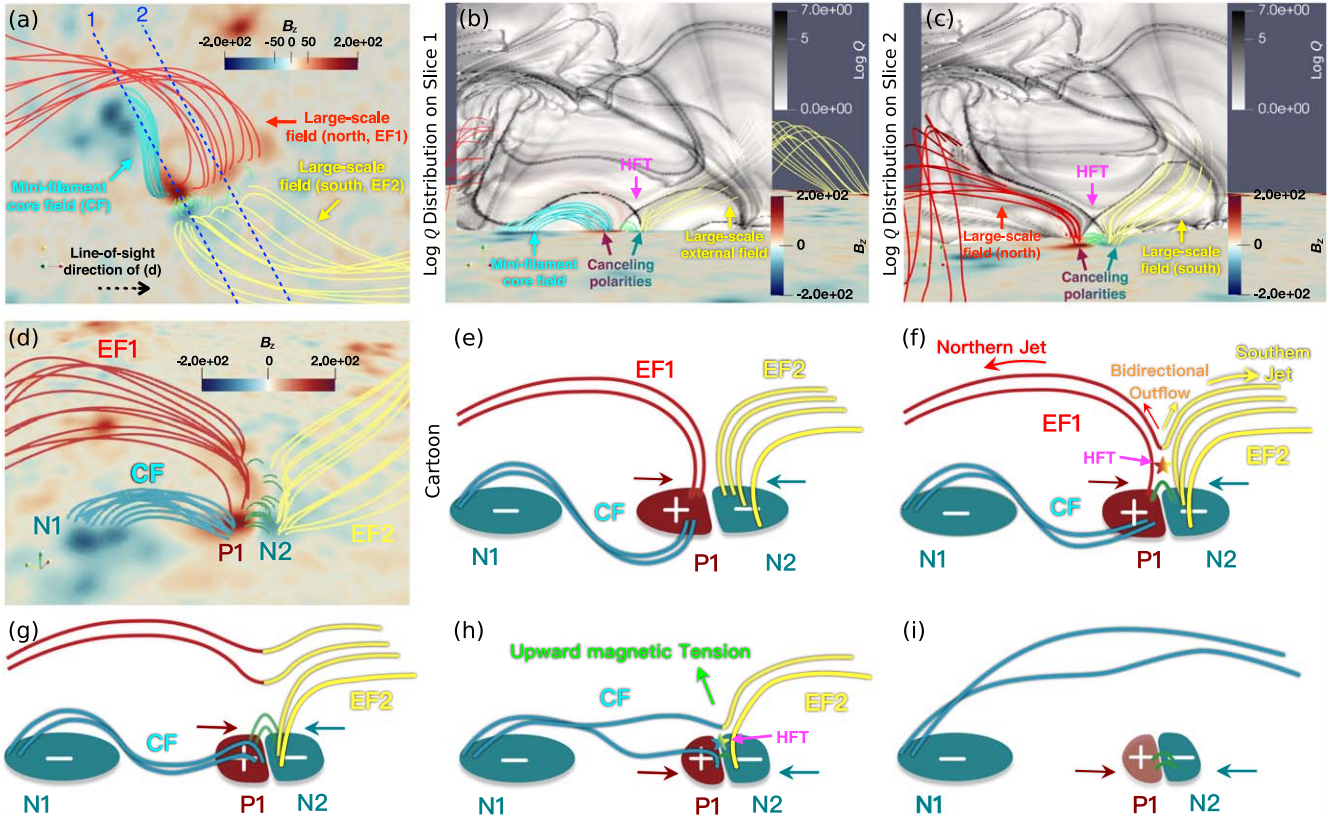 (a)
1
2
B_z
-2.0e+02
-50
0
50
2.0e+02
Large-scale
field (north, EF1)
Large-scale
field (south, EF2)
Mini-filament
core field (CF)
Line-of-sight
direction of (d)
Log Q Distribution on Slice 1
(b)
7.0e+00
5
Log Q
0.0e+00
HFT
2.0e+02
0
B_z
-2.0e+02
Mini-filament
core field
Canceling
polarities
Large-scale
external field
Log Q Distribution on Slice 2
(c)
7.0e+00
5
Log Q
0.0e+00
HFT
2.0e+02
0
B_z
-2.0e+02
Large-scale
field (north)
Canceling
polarities
Large-scale
field (south)
(d)
B_z
-2.0e+02
0
2.0e+02
EF1
CF
N1
P1
N2
EF2
Cartoon
(e)
EF1
EF2
CF
N1
P1
N2
(f)
Northern Jet
Southern
Jet
Bidirectional
Outflow
EF1
HFT
EF2
CF
N1
P1
N2
(g)
EF2
CF
N1
P1
N2
(h)
Upward magnetic Tension
CF
EF2
HFT
N1
P1
N2
(i)
N1
P1
N2